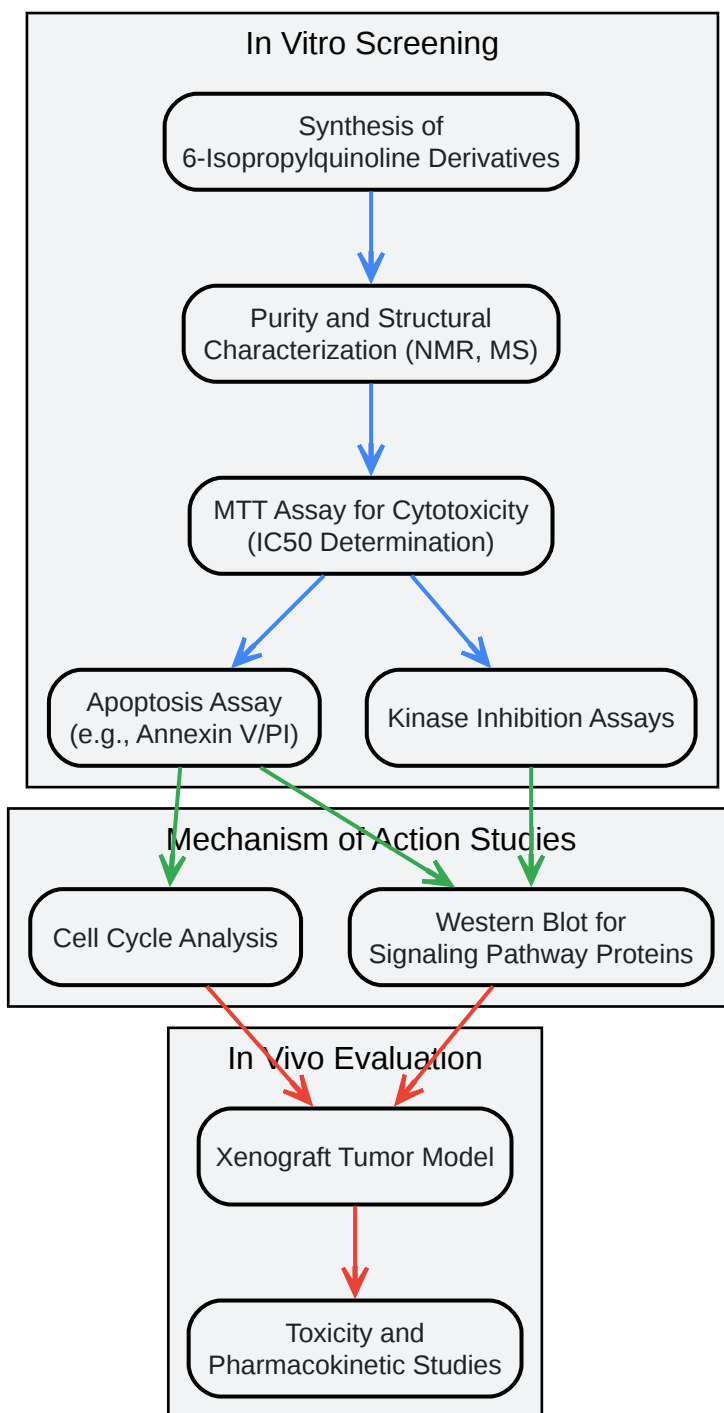 In Vitro Screening
Synthesis of
6-Isopropylquinoline Derivatives
Purity and Structural
Characterization (NMR, MS)
MTT Assay for Cytotoxicity
(IC50 Determination)
Apoptosis Assay
(e.g., Annexin V/PI)
Kinase Inhibition Assays
Mechanism of Action Studies
Cell Cycle Analysis
Western Blot for
Signaling Pathway Proteins
In Vivo Evaluation
Xenograft Tumor Model
Toxicity and
Pharmacokinetic Studies